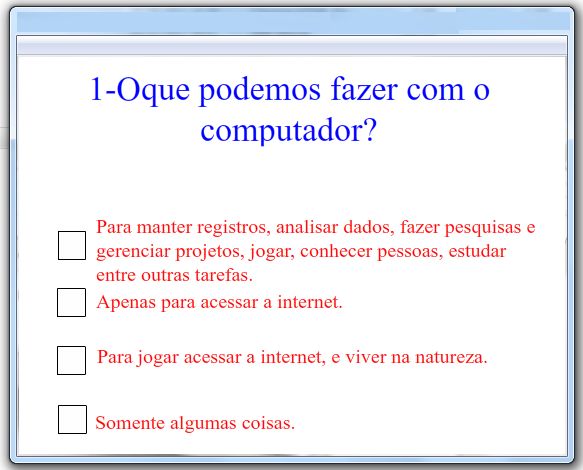 1-Oque podemos fazer com o
computador?
Para manter registros, analisar dados, fazer pesquisas e
gerenciar projetos, jogar, conhecer pessoas, estudar
entre outras tarefas.
Apenas para acessar a internet.
Para jogar acessar a internet, e viver na natureza.
Somente algumas coisas.